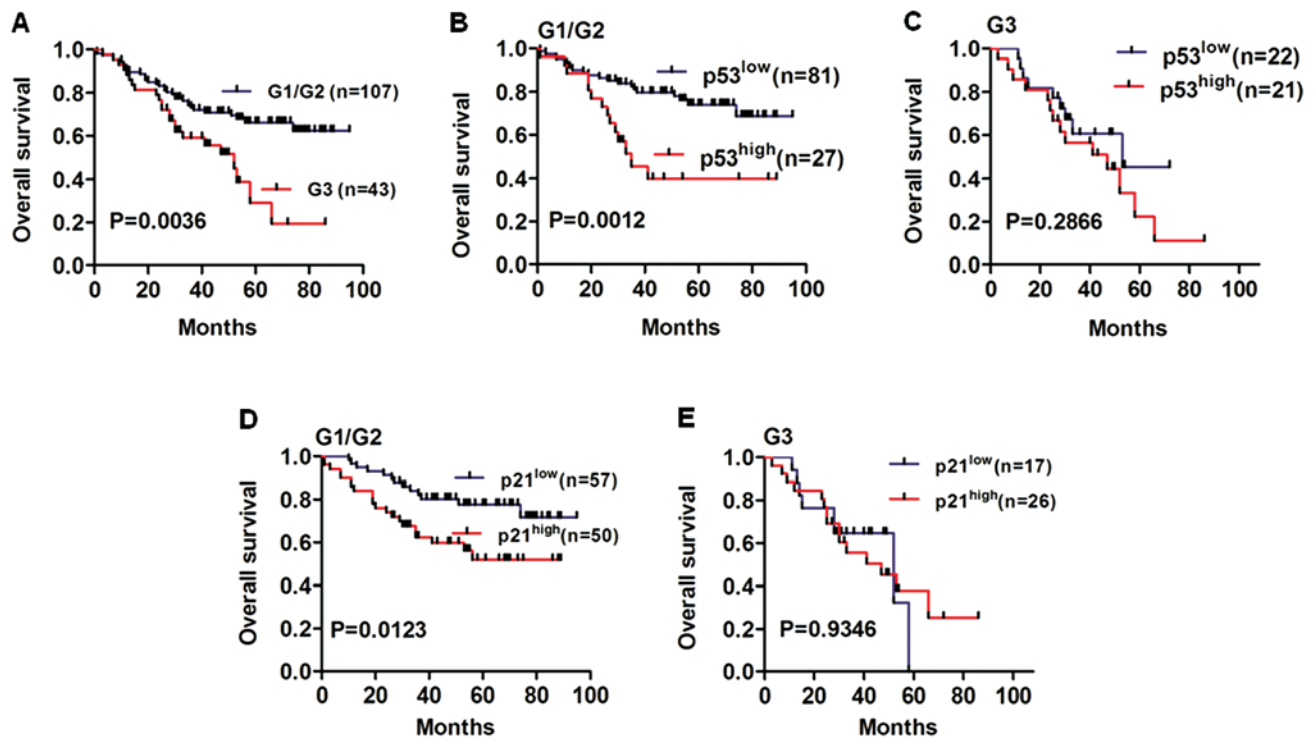 A
Overall survival
1.0
0.8
0.6
0.4
0.2
0.0
G1/G2 (n=107)
G3 (n=43)
P=0.0036
0 20 40 60 80 100
Months
B
G1/G2
Overall survival
1.0
0.8
0.6
0.4
0.2
0.0
p53low (n=81)
p53high(n=27)
P=0.0012
0 20 40 60 80 100
Months
C
G3
Overall survival
1.0
0.8
0.6
0.4
0.2
0.0
p53low (n=22)
p53high(n=21)
P=0.2866
0 20 40 60 80 100
Months
D
G1/G2
Overall survival
1.0
0.8
0.6
0.4
0.2
0.0
p21low(n=57)
p21high(n=50)
P=0.0123
0 20 40 60 80 100
Months
E
G3
Overall survival
1.0
0.8
0.6
0.4
0.2
0.0
p21low(n=17)
p21high(n=26)
P=0.9346
0 20 40 60 80 100
Months